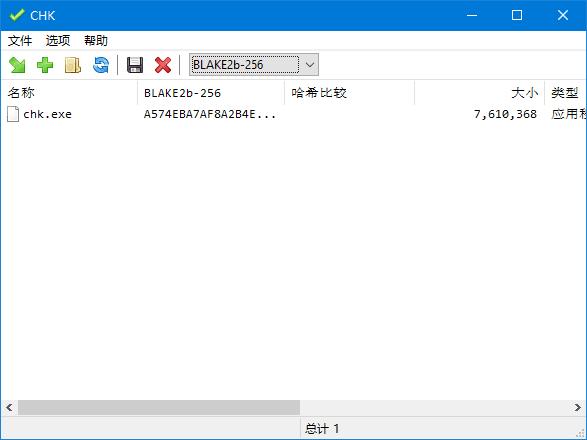 CHK
文件 选项 帮助
BLAKE2b-256
名称 BLAKE2b-256 哈希比较 大小 类型
chk.exe A574EBA7AF8A2B4E... 7,610,368 应用
总计 1